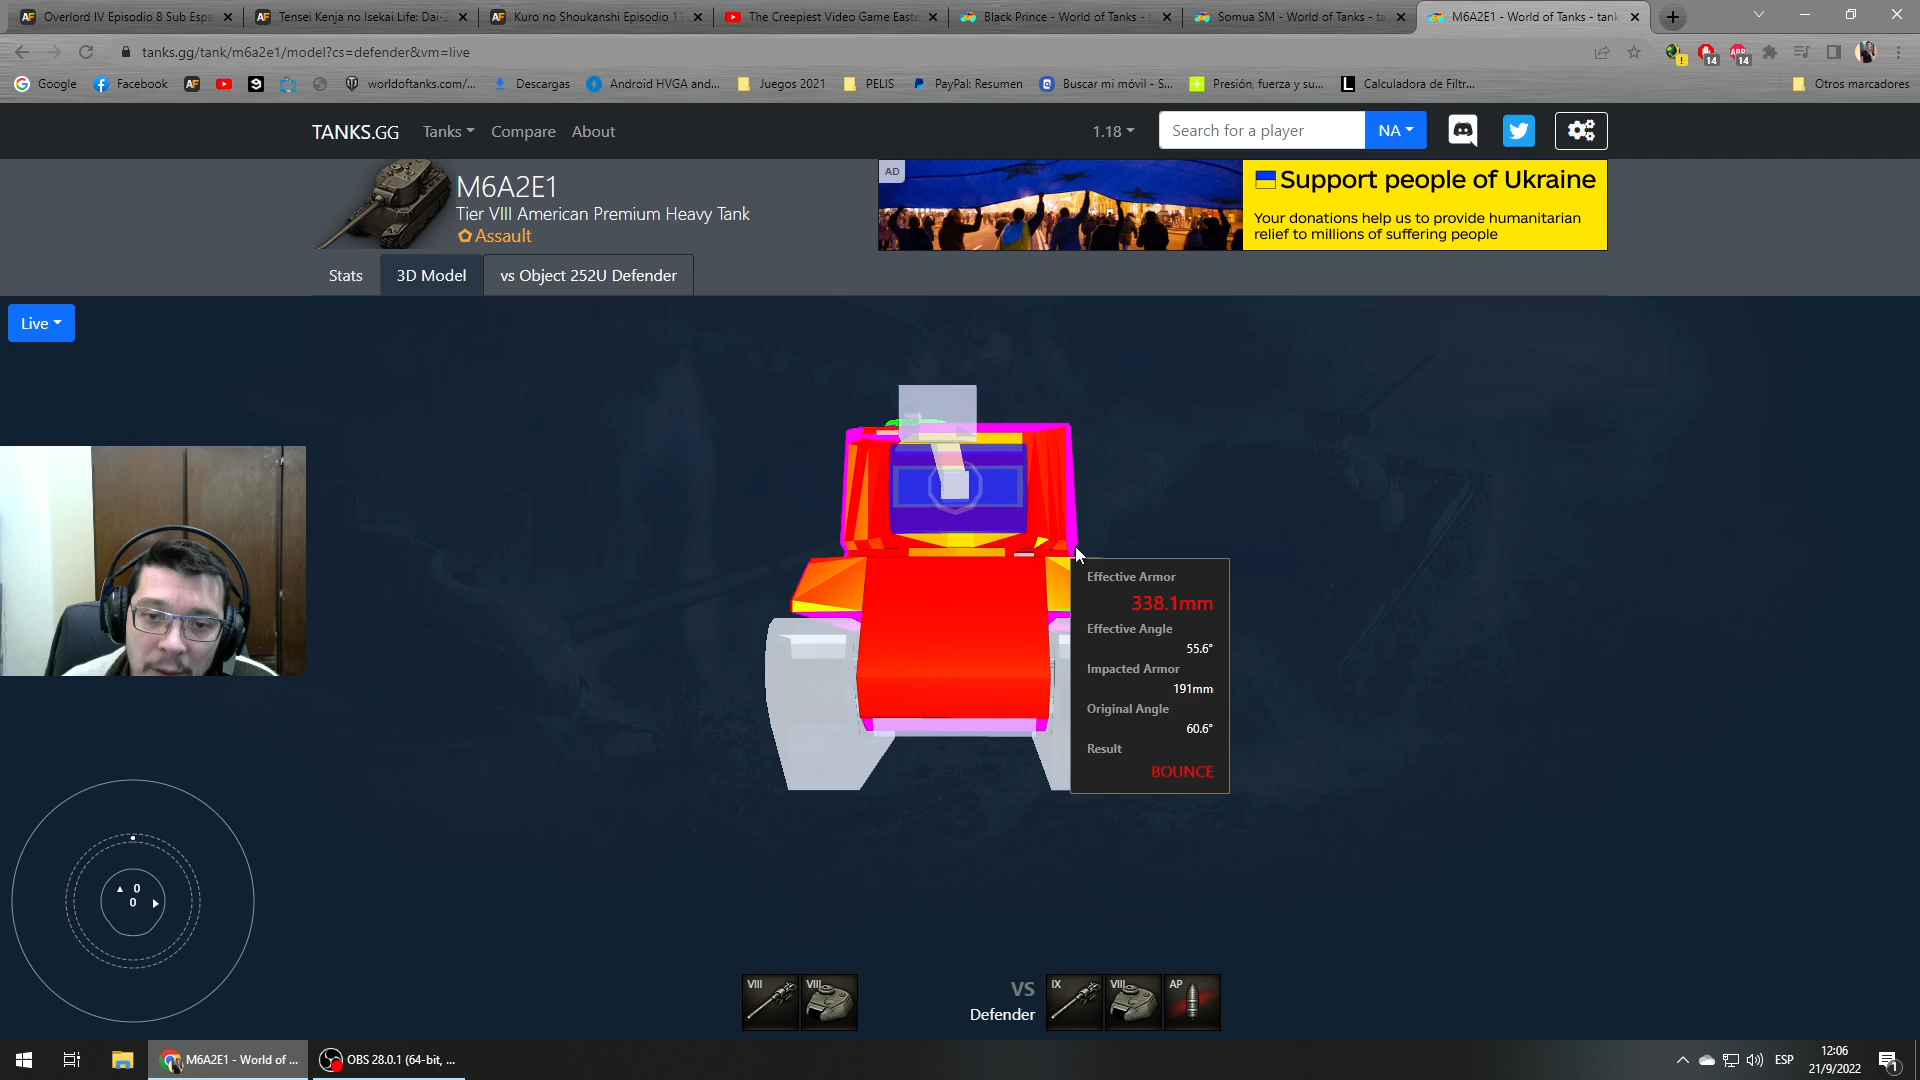 Overlord IV Episodio 8 Sub Espa
Tensei Kenja no Isekai Life: Dai-2
Kuro no Shoukanshi Episodio 11
The Creepiest Video Game Easte
Black Prince - World of Tanks - t
Somua SM - World of Tanks - ta
M6A2E1 - World of Tanks - tank
tanks.gg/tank/m6a2e1/model?cs=defender&vm=live
14
14
Google
Facebook
worldoftanks.com/...
Descargas
Android HVGA and...
Juegos 2021
PELIS
PayPal: Resumen
Buscar mi móvil - S...
Presión, fuerza y su...
Calculadora de Filtr...
Otros marcadores
TANKS.GG
Tanks
Compare
About
1.18
Search for a player
NA
M6A2E1
Tier VIII American Premium Heavy Tank
Assault
AD
Support people of Ukraine
Your donations help us to provide humanitarian
relief to millions of suffering people
Stats
3D Model
vs Object 252U Defender
Live
Effective Armor
338.1mm
Effective Angle
55.6°
Impacted Armor
191mm
Original Angle
60.6°
Result
BOUNCE
0
0
VIII
VIII
VS
Defender
IX
VIII
AP
M6A2E1 - World of ...
OBS 28.0.1 (64-bit, ...
ESP
12:06
21/9/2022
1